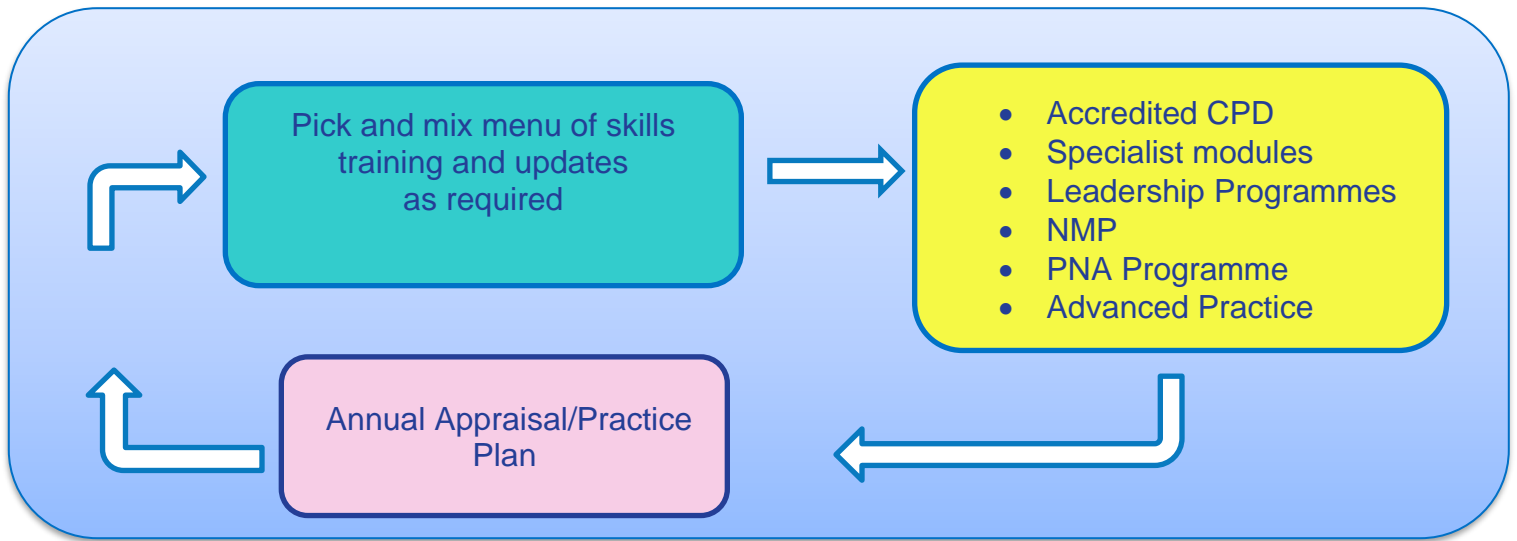 Pick and mix menu of skills
training and updates
as required
• Accredited CPD
• Specialist modules
• Leadership Programmes
• NMP
• PNA Programme
• Advanced Practice
Annual Appraisal/Practice
Plan